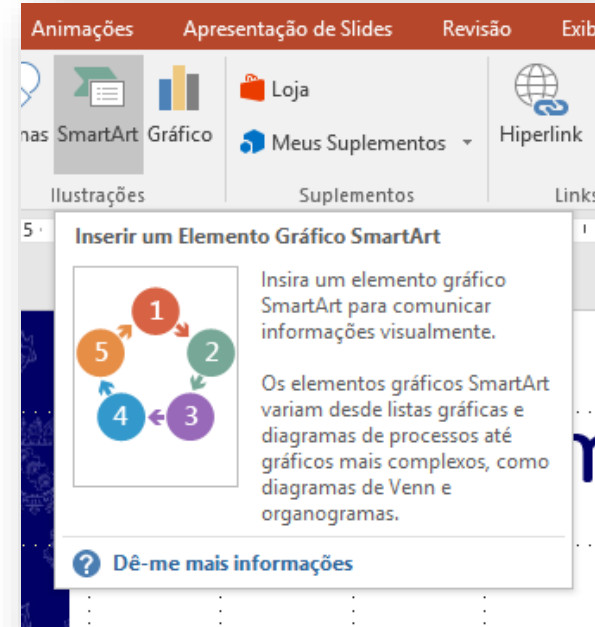 Animações Apresentação de Slides Revisão Exib
nas SmartArt Gráfico Loja Meus Suplementos Hiperlink
Ilustrações Suplementos Links
5
Inserir um Elemento Gráfico SmartArt
1
2
3
4
5
Insira um elemento gráfico
SmartArt para comunicar
informações visualmente.
Os elementos gráficos SmartArt
variam desde listas gráficas e
diagramas de processos até
gráficos mais complexos, como
diagramas de Venn e
organogramas.
Dê-me mais informações